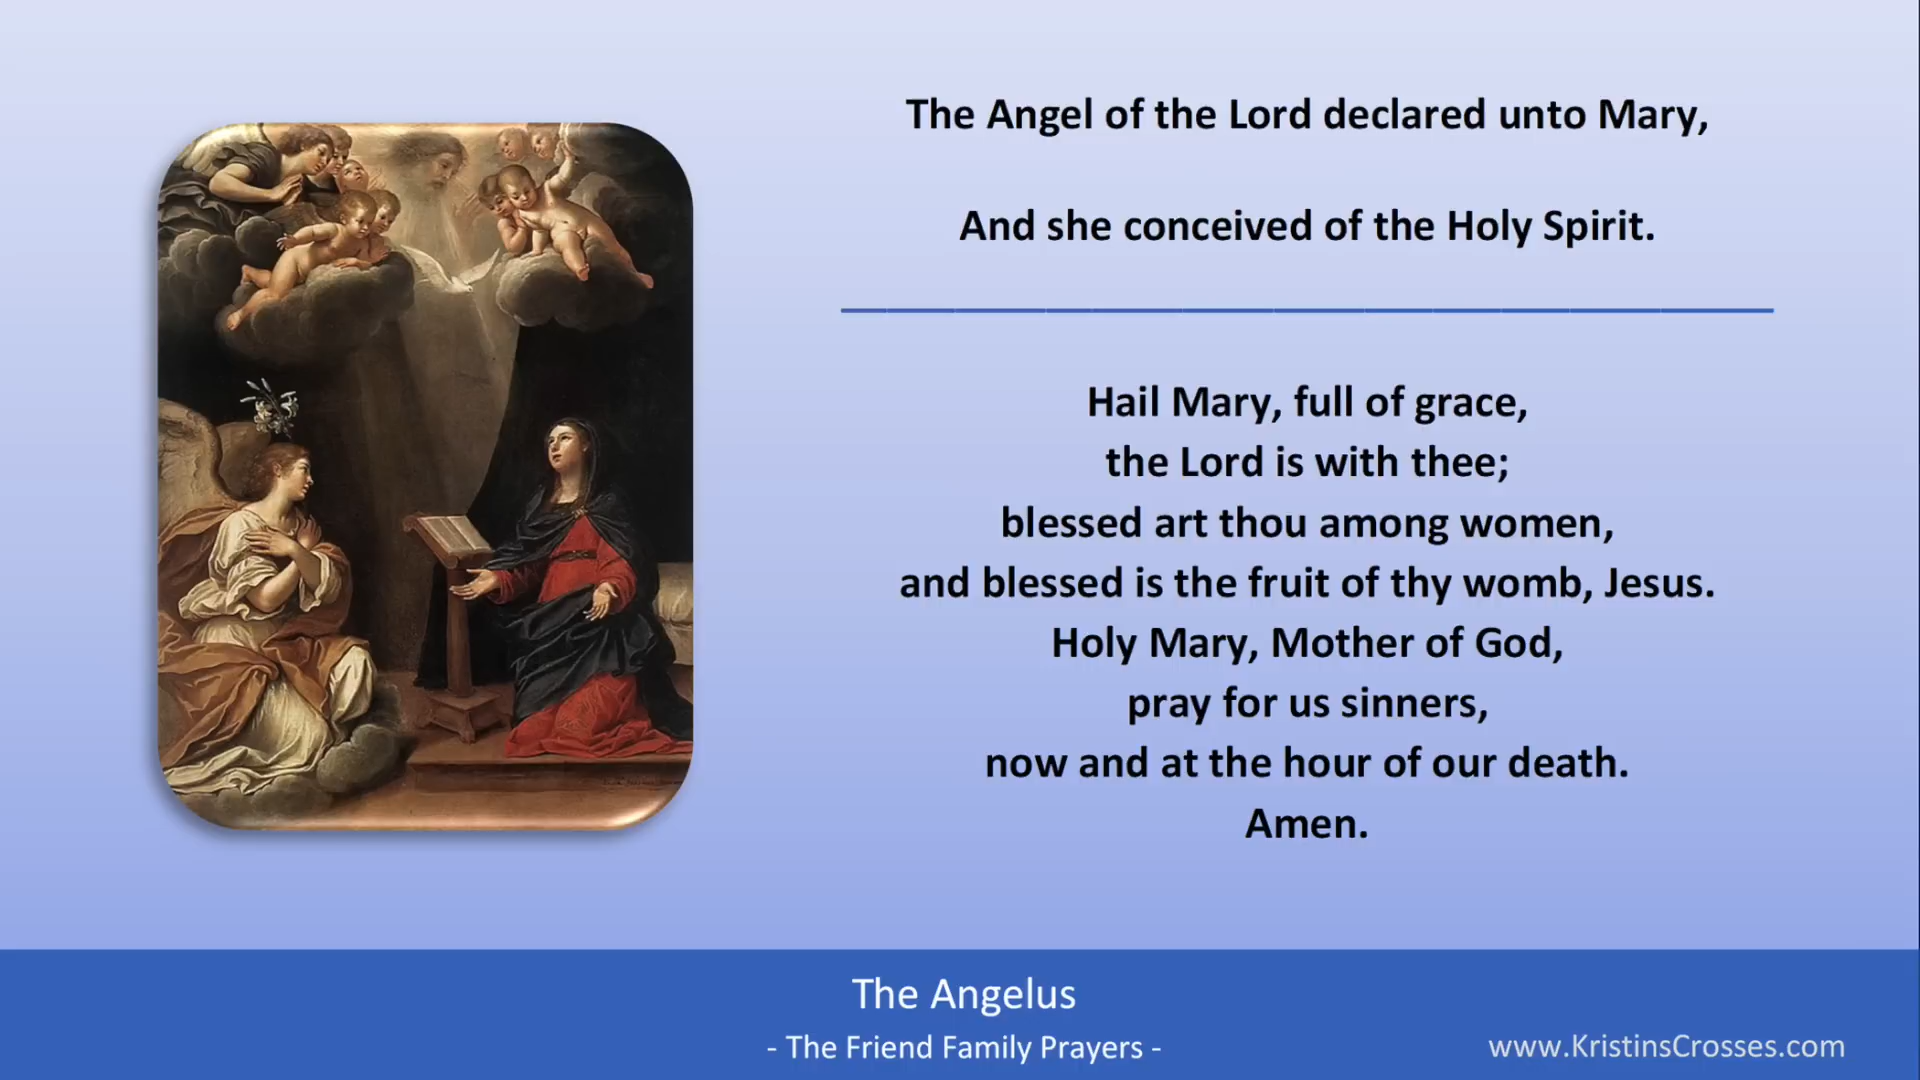 The Angel of the Lord declared unto Mary,
And she conceived of the Holy Spirit.
Hail Mary, full of grace,
the Lord is with thee;
blessed art thou among women,
and blessed is the fruit of thy womb, Jesus.
Holy Mary, Mother of God,
pray for us sinners,
now and at the hour of our death.
Amen.
The Angelus
- The Friend Family Prayers -
www.KristinsCrosses.com